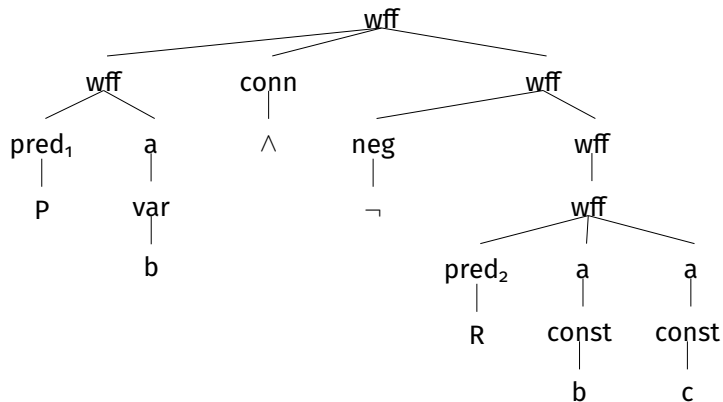 wff
wff conn wff
pred₁ a ∧ neg wff
P var ¬ wff
b pred₂ a a
R const const
b c